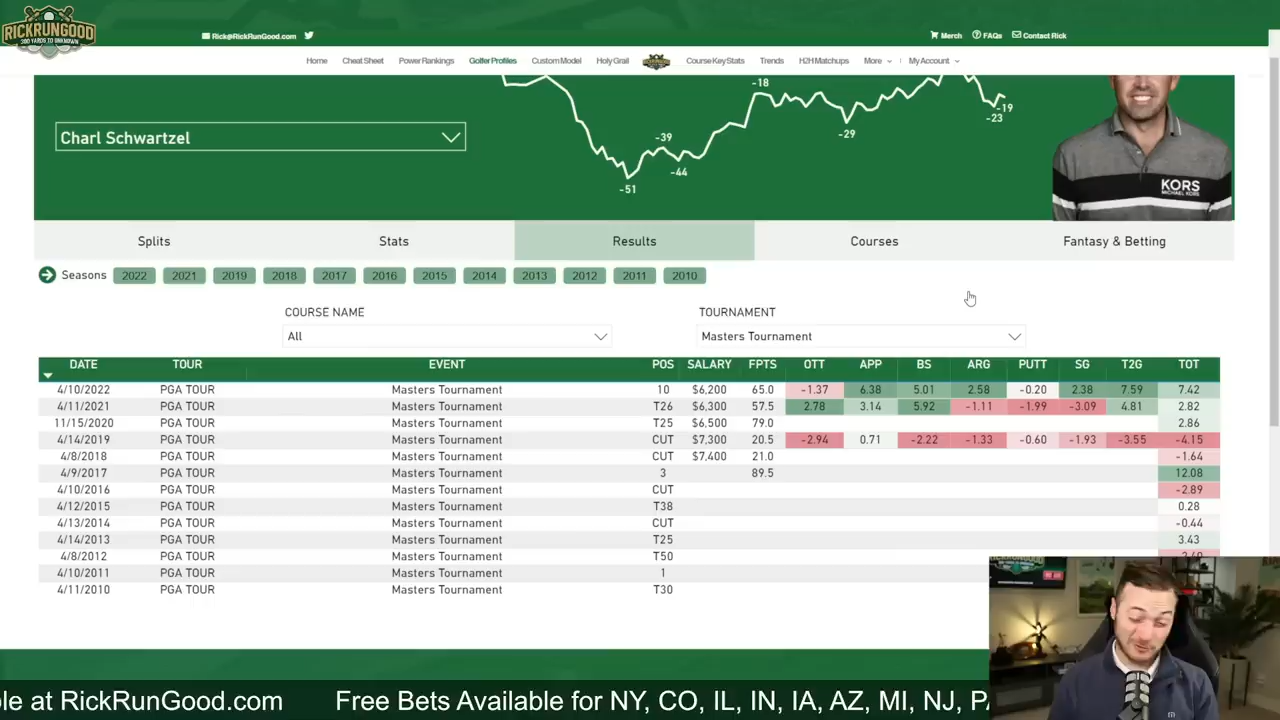 RICKRUNGOOD
300 YARDS TO UNKNOWN
Rick@RickRunGood.com
Merch FAQs Contact Rick
Home Cheat Sheet Power Rankings Golfer Profiles Custom Model Holy Grail Course Key Stats Trends H2H Matchups More My Account
Charl Schwartzel
-18
-19
-23
-29
-39
-44
-51
KORS
MICHAEL KORS
Splits Stats Results Courses Fantasy & Betting
Seasons 2022 2021 2019 2018 2017 2016 2015 2014 2013 2012 2011 2010
COURSE NAME TOURNAMENT
All Masters Tournament
DATE TOUR EVENT POS SALARY FPTS OTT APP BS ARG PUTT SG T2G TOT
4/10/2022 PGA TOUR Masters Tournament 10 $6,200 65.0 -1.37 6.38 5.01 2.58 -0.20 2.38 7.59 7.42
4/11/2021 PGA TOUR Masters Tournament T26 $6,300 57.5 2.78 3.14 5.92 -1.11 -1.99 -3.09 4.81 2.82
11/15/2020 PGA TOUR Masters Tournament T25 $6,500 79.0 2.86
4/14/2019 PGA TOUR Masters Tournament CUT $7,300 20.5 -2.94 0.71 -2.22 -1.33 -0.60 -1.93 -3.55 -4.15
4/8/2018 PGA TOUR Masters Tournament CUT $7,400 21.0 -1.64
4/9/2017 PGA TOUR Masters Tournament 3 89.5 12.08
4/10/2016 PGA TOUR Masters Tournament CUT -2.89
4/12/2015 PGA TOUR Masters Tournament T38 0.28
4/13/2014 PGA TOUR Masters Tournament CUT -0.44
4/14/2013 PGA TOUR Masters Tournament T25 3.43
4/8/2012 PGA TOUR Masters Tournament T50
4/10/2011 PGA TOUR Masters Tournament 1
4/11/2010 PGA TOUR Masters Tournament T30
le at RickRunGood.com Free Bets Available for NY, CO, IL, IN, IA, AZ, MI, NJ,